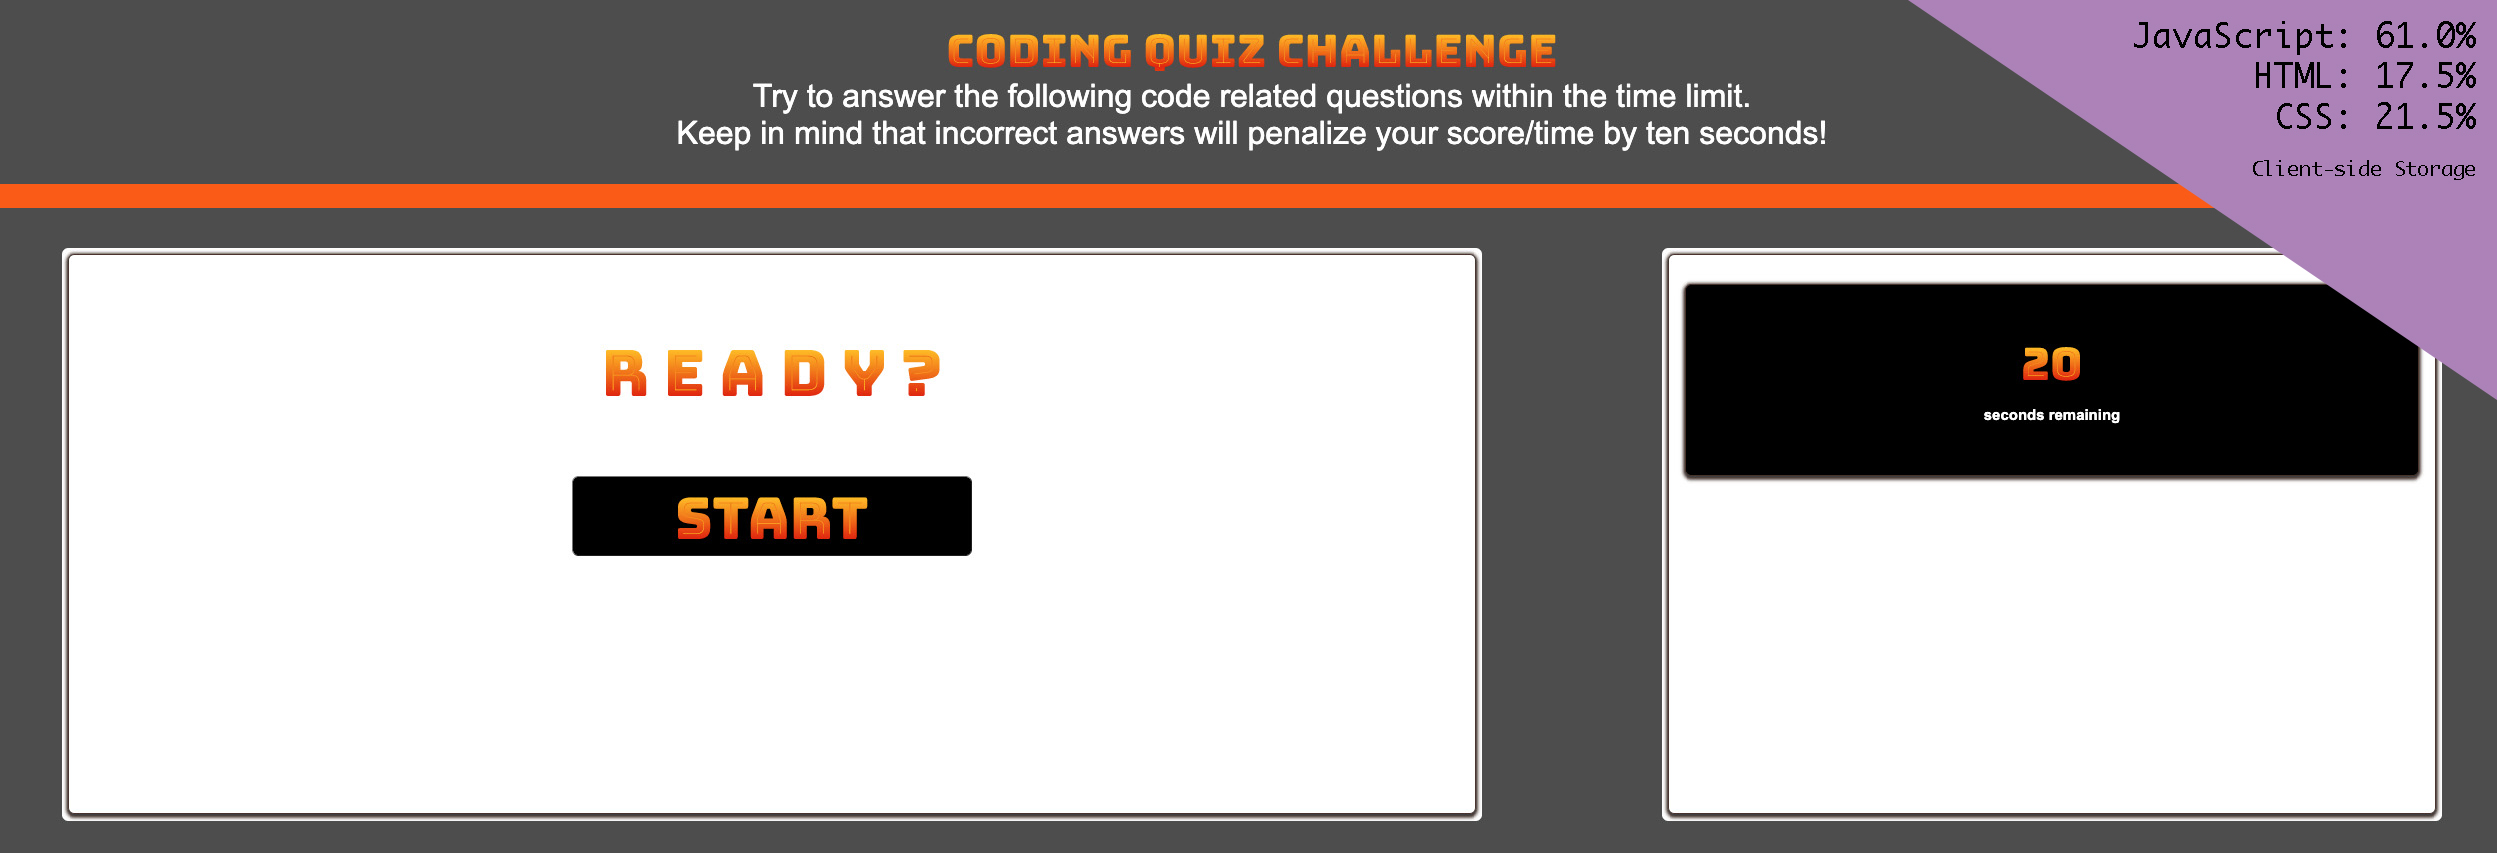 CODING QUIZ CHALLENGE
Try to answer the following code related questions within the time limit.
Keep in mind that incorrect answers will penalize your score/time by ten seconds!
JavaScript: 61.0%
HTML: 17.5%
CSS: 21.5%
Client-side Storage
READY?
START
20
seconds remaining